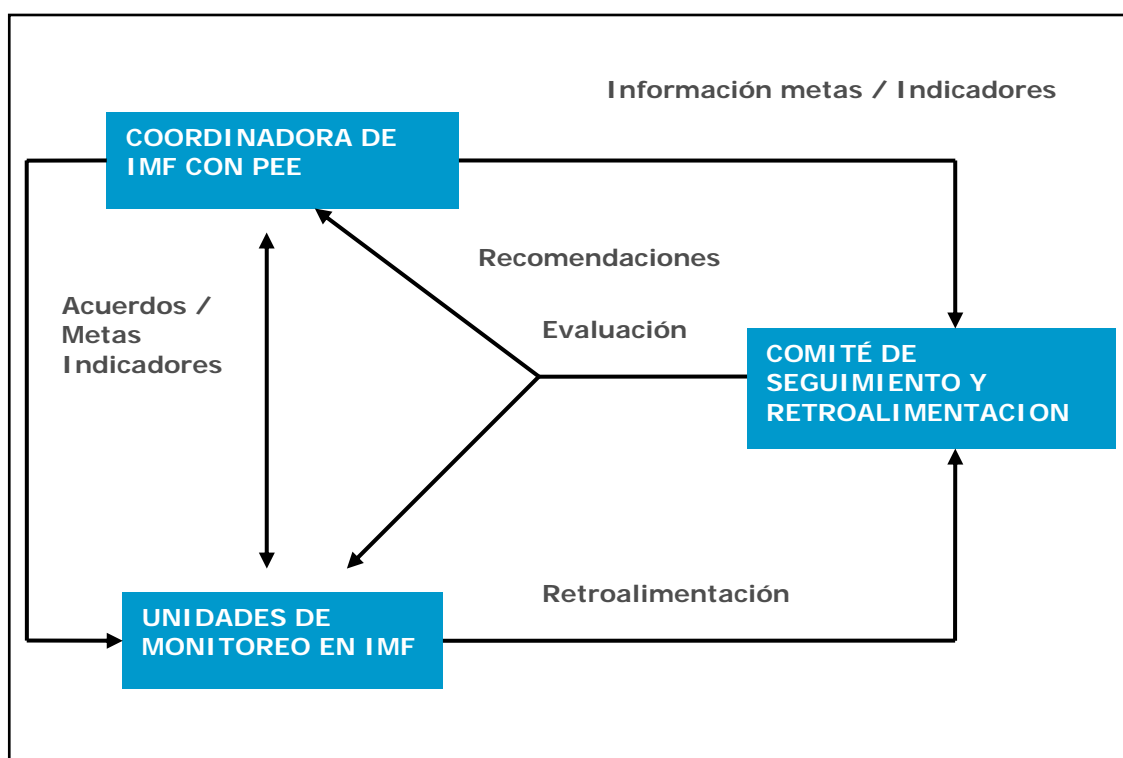 Información metas / Indicadores
COORDINADORA DE
IMF CON PEE
Recomendaciones
Acuerdos /
Metas
Indicadores
Evaluación
COMITÉ DE
SEGUIMIENTO Y
RETROALIMENTACION
Retroalimentación
UNIDADES DE
MONITOREO EN IMF